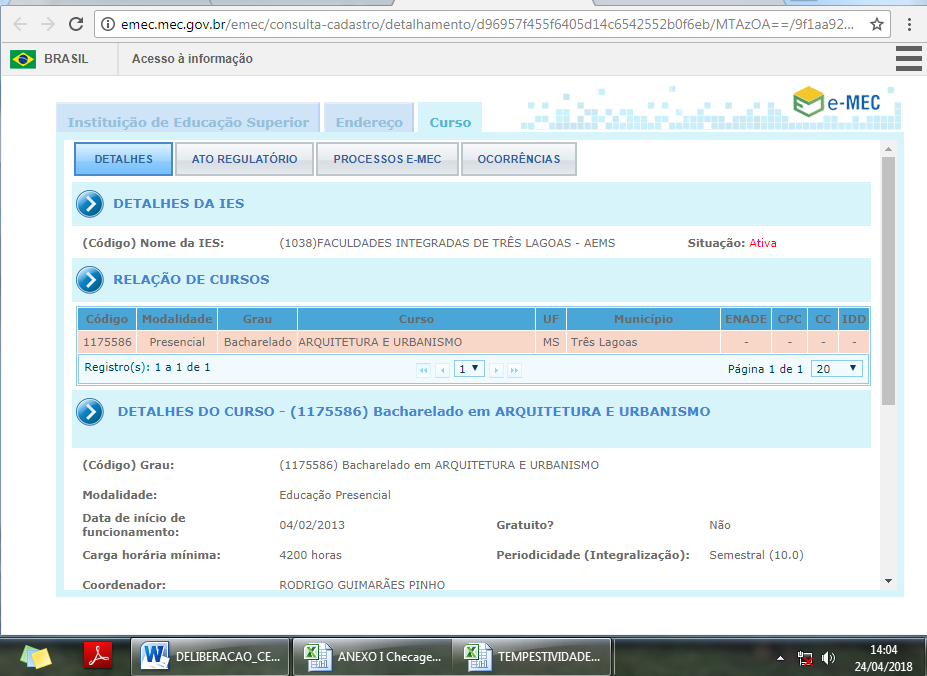 emec.mec.gov.br/emec/consulta-cadastro/detalhamento/d96957f455f6405d14c6542552b0f6eb/MTAzOA==/9f1aa92...
BRASIL Acesso à informação
e-MEC
Instituição de Educação Superior Endereço Curso
DETALHES ATO REGULATÓRIO PROCESSOS E-MEC OCORRÊNCIAS
DETALHES DA IES
(Código) Nome da IES: (1038)FACULDADES INTEGRADAS DE TRÊS LAGOAS - AEMS Situação: Ativa
RELAÇÃO DE CURSOS
Código Modalidade Grau Curso UF Município ENADE CPC CC IDD
1175586 Presencial Bacharelado ARQUITETURA E URBANISMO MS Três Lagoas - - - -
Registro(s): 1 a 1 de 1 1 Página 1 de 1 20
DETALHES DO CURSO - (1175586) Bacharelado em ARQUITETURA E URBANISMO
(Código) Grau: (1175586) Bacharelado em ARQUITETURA E URBANISMO
Modalidade: Educação Presencial
Data de início de
funcionamento: 04/02/2013 Gratuito? Não
Carga horária mínima: 4200 horas Periodicidade (Integralização): Semestral (10.0)
Coordenador: RODRIGO GUIMARÃES PINHO
DELIBERACAO_CE... ANEXO I Checage... TEMPESTIVIDADE... 14:04
24/04/2018